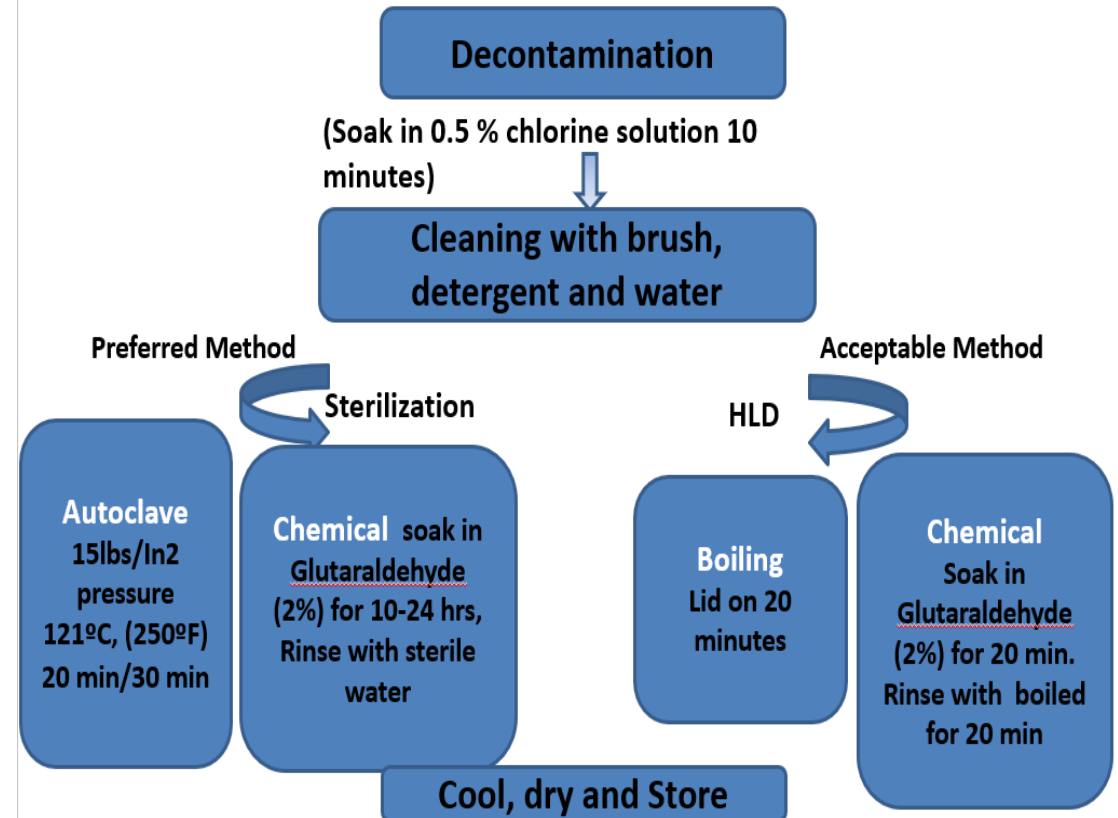 Decontamination
(Soak in 0.5 % chlorine solution 10
minutes)
Cleaning with brush,
detergent and water
Preferred Method
Sterilization
Autoclave
15lbs/In2
pressure
121ºC, (250ºF)
20 min/30 min
Chemical soak in
Glutaraldehyde
(2%) for 10-24 hrs,
Rinse with sterile
water
Acceptable Method
HLD
Boiling
Lid on 20
minutes
Chemical
Soak in
Glutaraldehyde
(2%) for 20 min.
Rinse with boiled
for 20 min
Cool, dry and Store